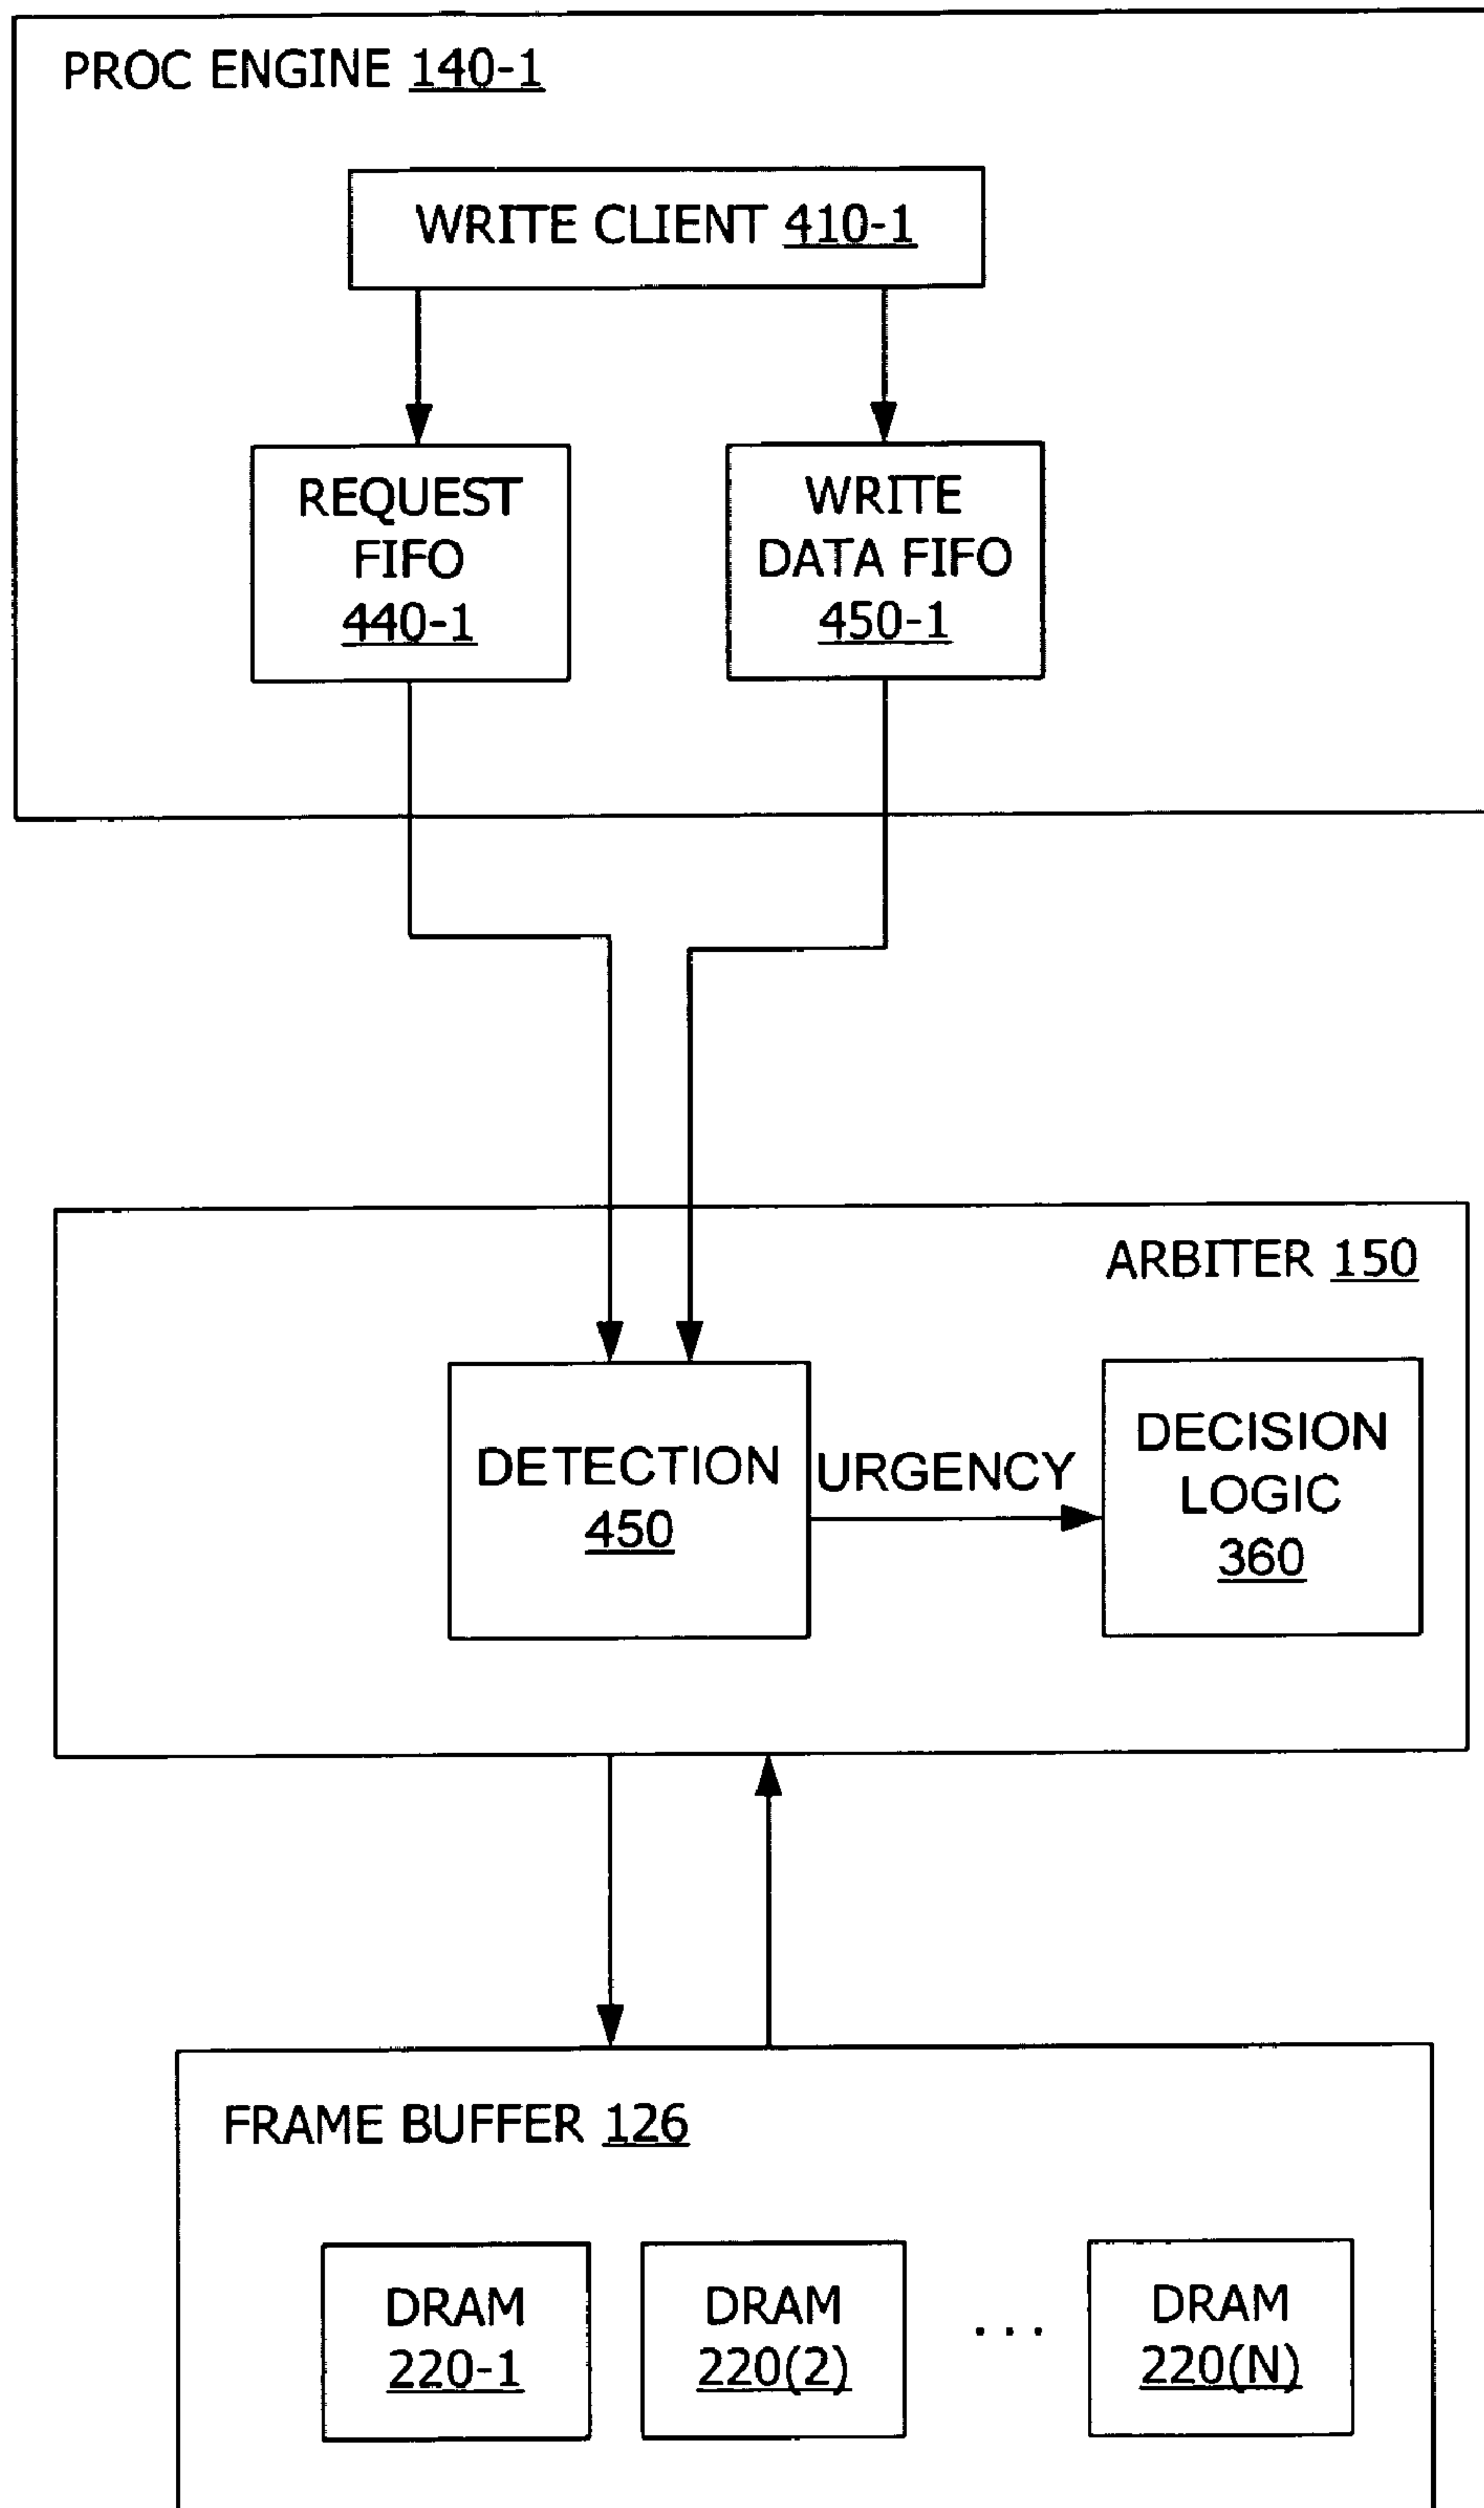 PROC ENGINE 140-1
WRITE CLIENT 410-1
REQUEST
FIFO
440-1
WRITE
DATA FIFO
450-1
ARBITER 150
DETECTION
450
URGENCY
DECISION
LOGIC
360
FRAME BUFFER 126
DRAM
220-1
DRAM
220(2)
...
DRAM
220(N)